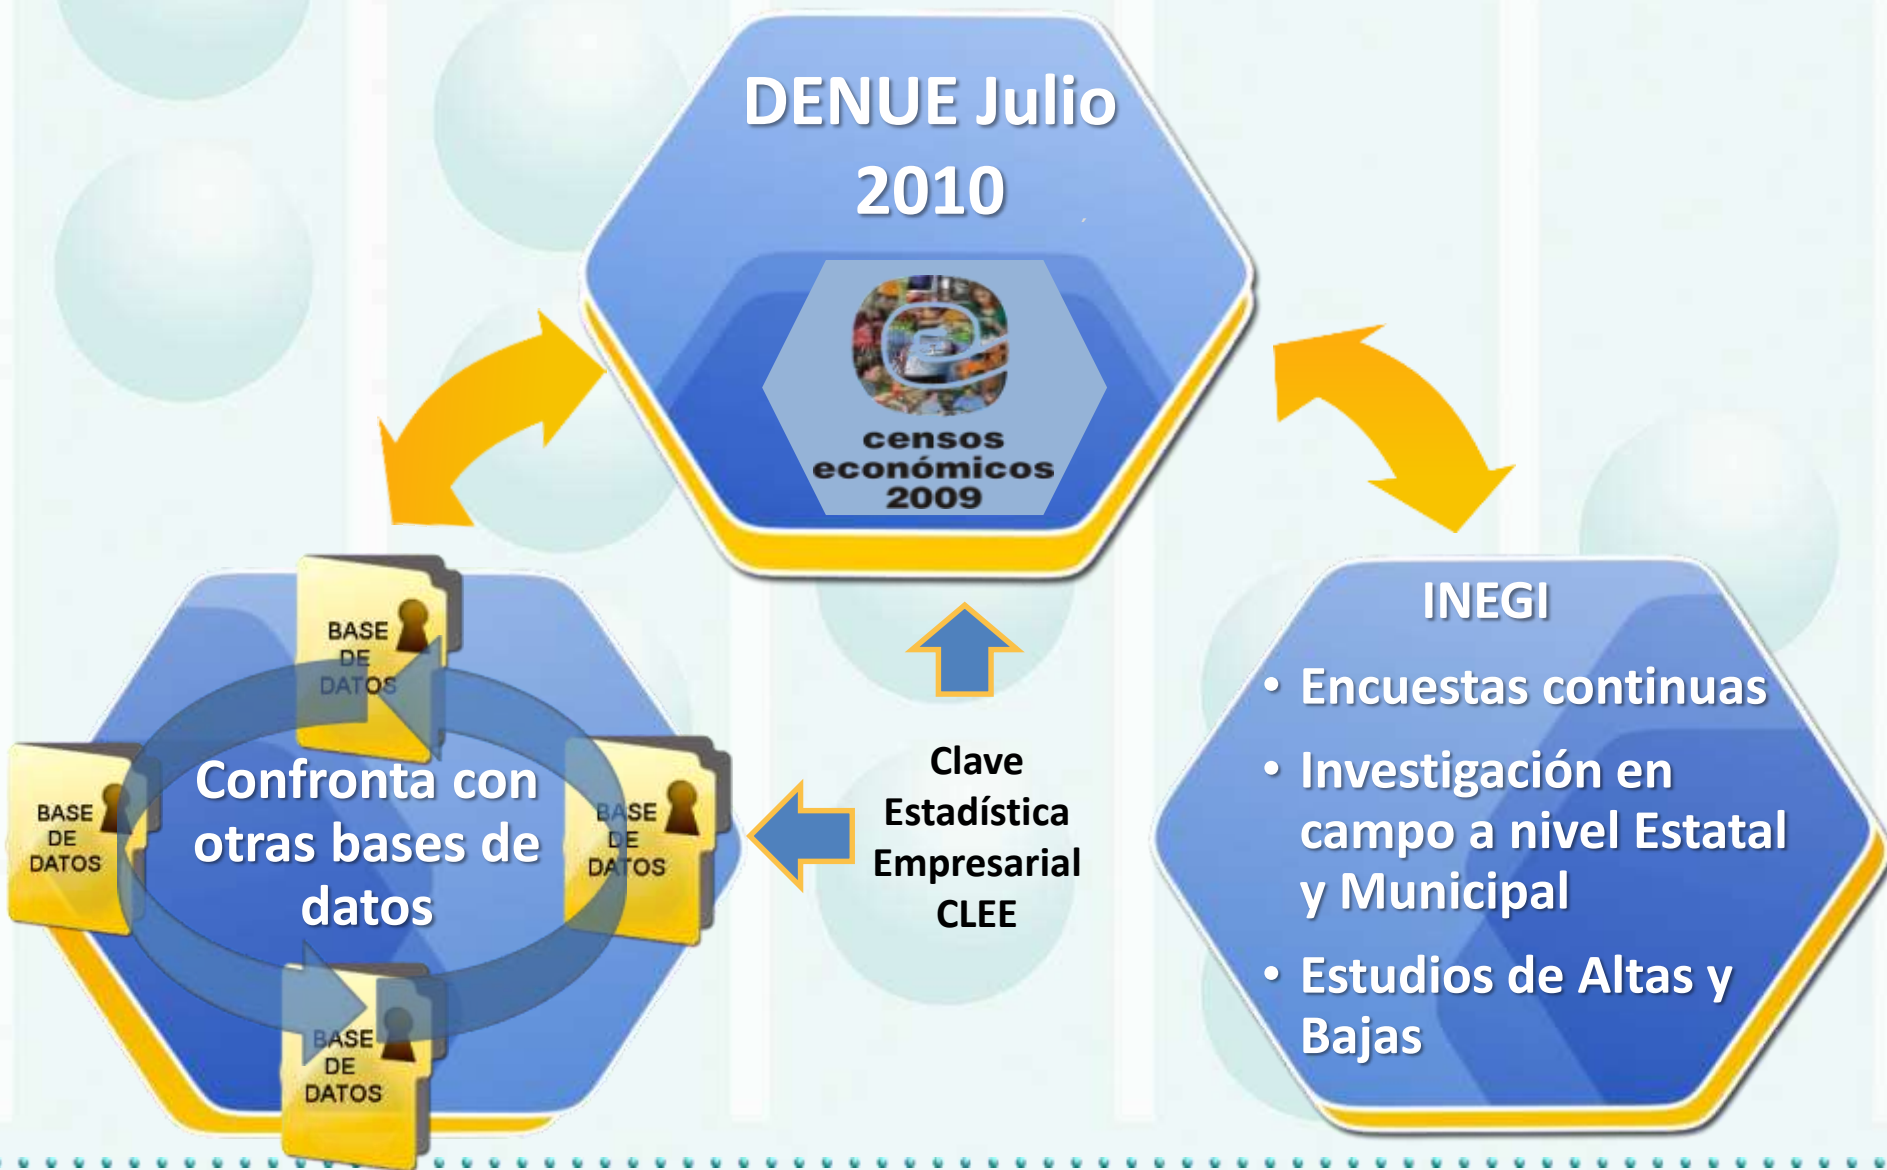 DENUE Julio
2010
censos
económicos
2009
BASE
DE
DATOS
BASE
DE
DATOS
Confronta con
otras bases de
datos
BASE
DE
DATOS
BASE
DE
DATOS
Clave
Estadística
Empresarial
CLEE
INEGI
• Encuestas continuas
• Investigación en
campo a nivel Estatal
y Municipal
• Estudios de Altas y
Bajas